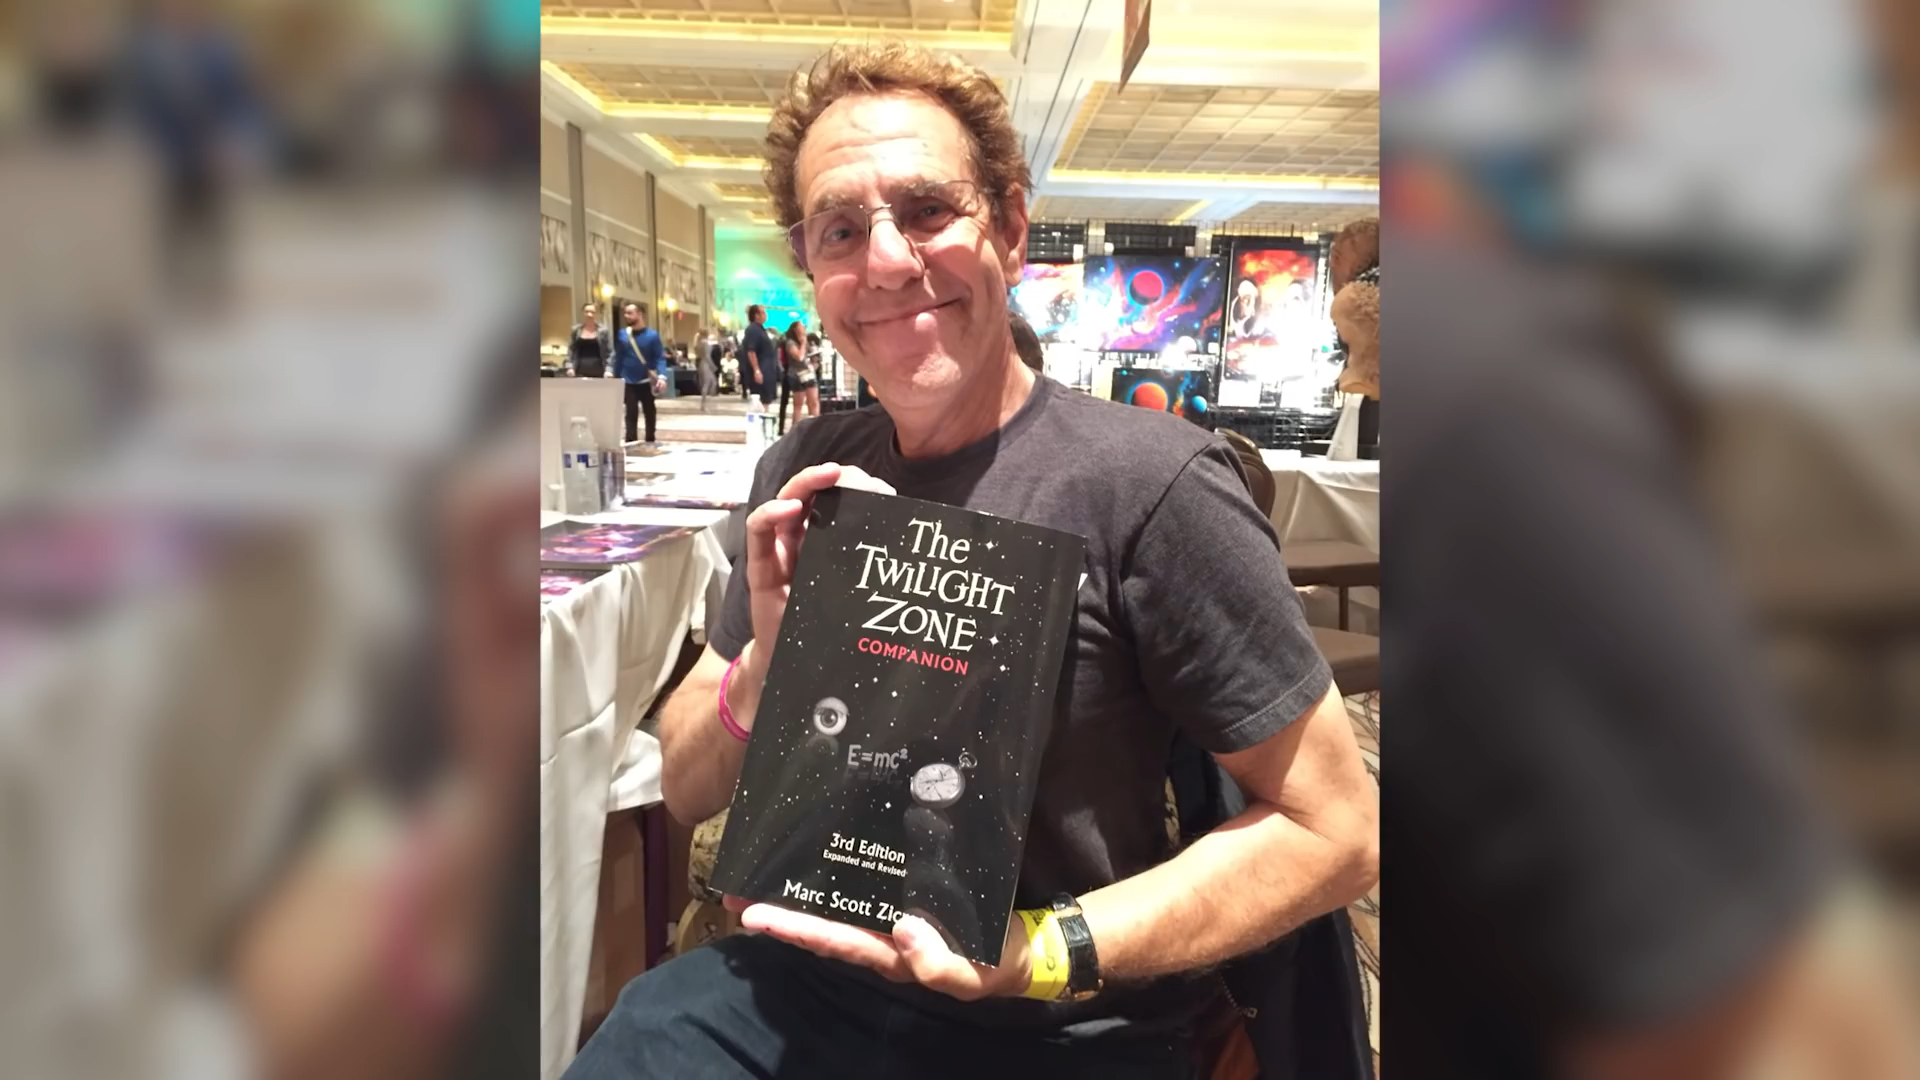 The
TWILIGHT
ZONE
COMPANION
E=mc²
3rd Edition
Expanded and Revised
Marc Scott